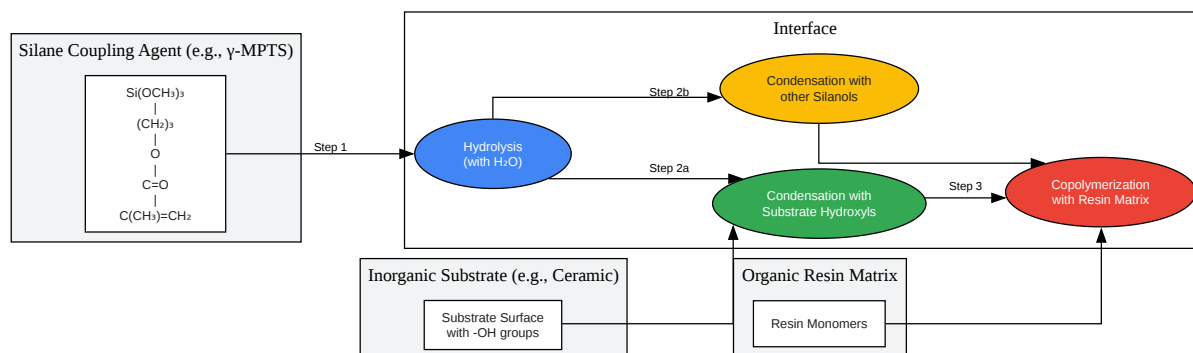 Silane Coupling Agent (e.g., γ-MPTS)
Si(OCH₃)₃
|
(CH₂)₃
|
O
|
C=O
|
C(CH₃)=CH₂
Step 1
Interface
Hydrolysis
(with H₂O)
Step 2b
Condensation with
other Silanols
Step 2a
Condensation with
Substrate Hydroxyls
Step 3
Copolymerization
with Resin Matrix
Inorganic Substrate (e.g., Ceramic)
Substrate Surface
with -OH groups
Organic Resin Matrix
Resin Monomers